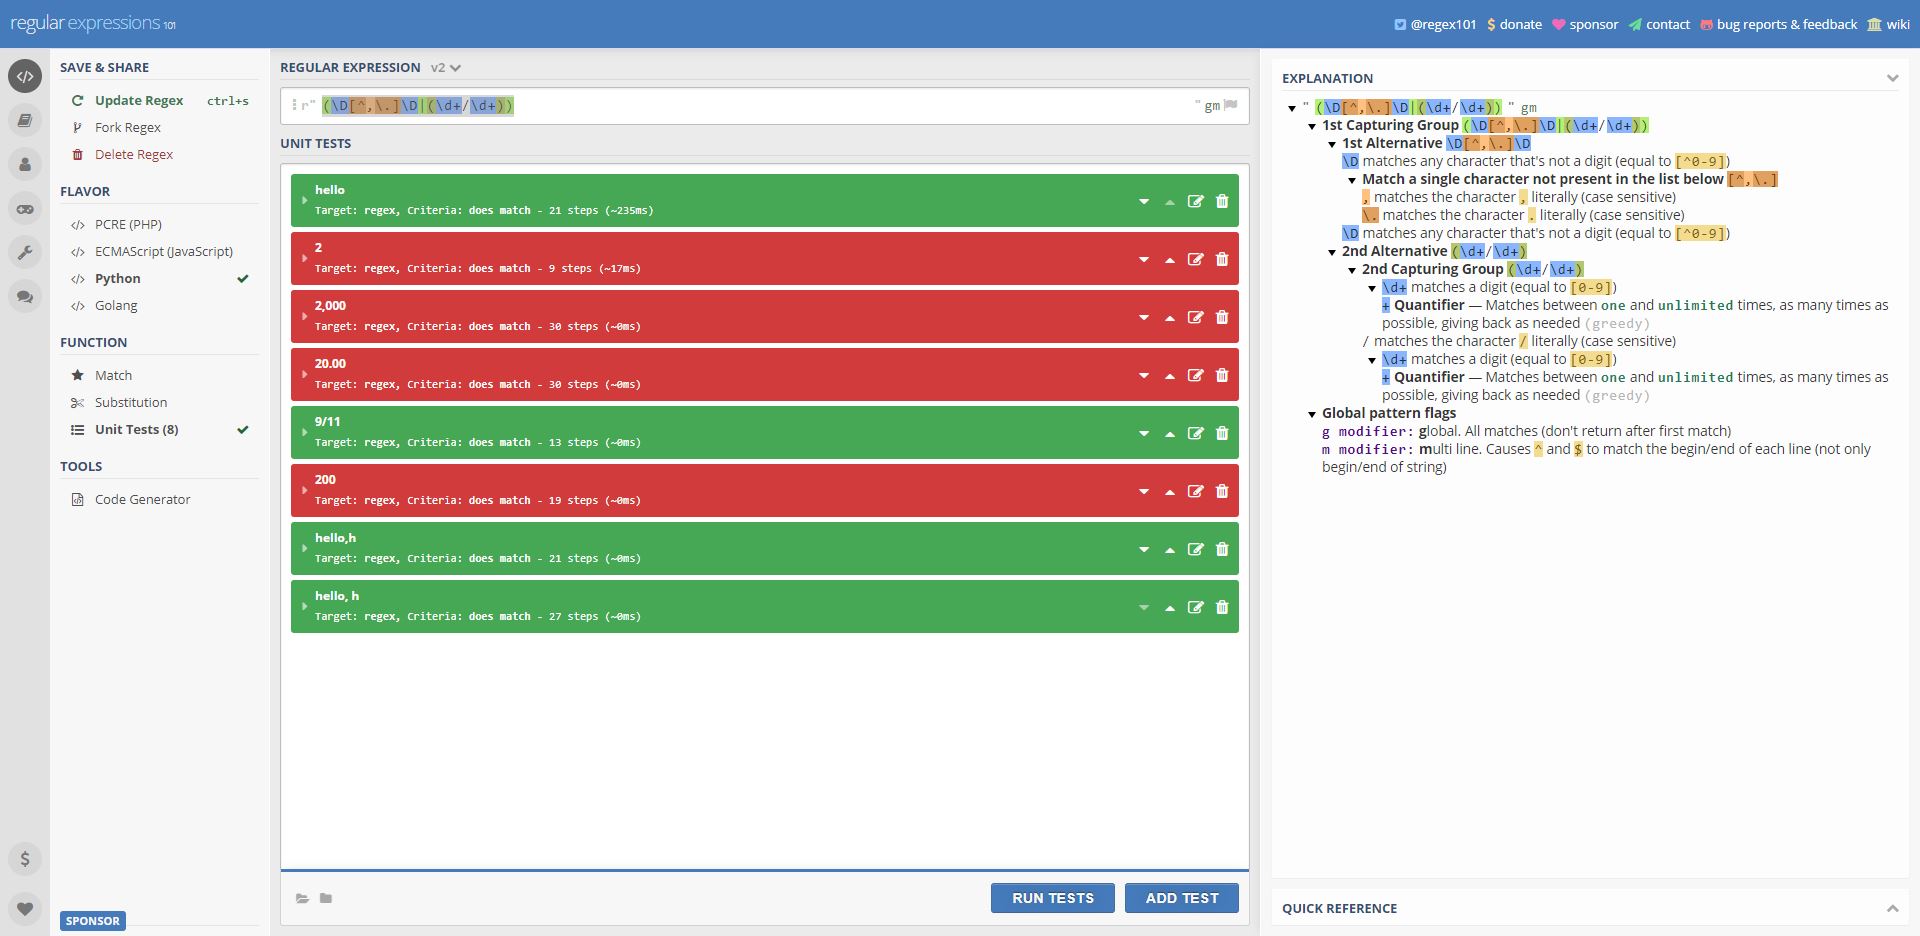 regular expressions 101
@regex101 $ donate sponsor contact bug reports & feedback wiki
SAVE & SHARE
Update Regex ctrl+s
Fork Regex
Delete Regex
FLAVOR
</> PCRE (PHP)
</> ECMAScript (JavaScript)
</> Python
</> Golang
FUNCTION
Match
Substitution
Unit Tests (8)
TOOLS
Code Generator
$
SPONSOR
REGULAR EXPRESSION v2
r" (\D[^,\.]\D|(\d+/\d+)) " gm
UNIT TESTS
hello
Target: regex, Criteria: does match - 21 steps (~235ms)
2
Target: regex, Criteria: does match - 9 steps (~17ms)
2,000
Target: regex, Criteria: does match - 30 steps (~0ms)
20.00
Target: regex, Criteria: does match - 30 steps (~0ms)
9/11
Target: regex, Criteria: does match - 13 steps (~0ms)
200
Target: regex, Criteria: does match - 19 steps (~0ms)
hello,h
Target: regex, Criteria: does match - 21 steps (~0ms)
hello, h
Target: regex, Criteria: does match - 27 steps (~0ms)
RUN TESTS ADD TEST
EXPLANATION
" (\D[^,\.]\D|(\d+/\d+)) " gm
1st Capturing Group (\D[^,\.]\D|(\d+/\d+))
1st Alternative \D[^,\.]\D
\D matches any character that's not a digit (equal to [^0-9])
Match a single character not present in the list below [^,\.]
, matches the character , literally (case sensitive)
\. matches the character . literally (case sensitive)
\D matches any character that's not a digit (equal to [^0-9])
2nd Alternative (\d+/\d+)
2nd Capturing Group (\d+/\d+)
\d+ matches a digit (equal to [0-9])
+ Quantifier — Matches between one and unlimited times, as many times as
possible, giving back as needed (greedy)
/ matches the character / literally (case sensitive)
\d+ matches a digit (equal to [0-9])
+ Quantifier — Matches between one and unlimited times, as many times as
possible, giving back as needed (greedy)
Global pattern flags
g modifier: global. All matches (don't return after first match)
m modifier: multi line. Causes ^ and $ to match the begin/end of each line (not only
begin/end of string)
QUICK REFERENCE